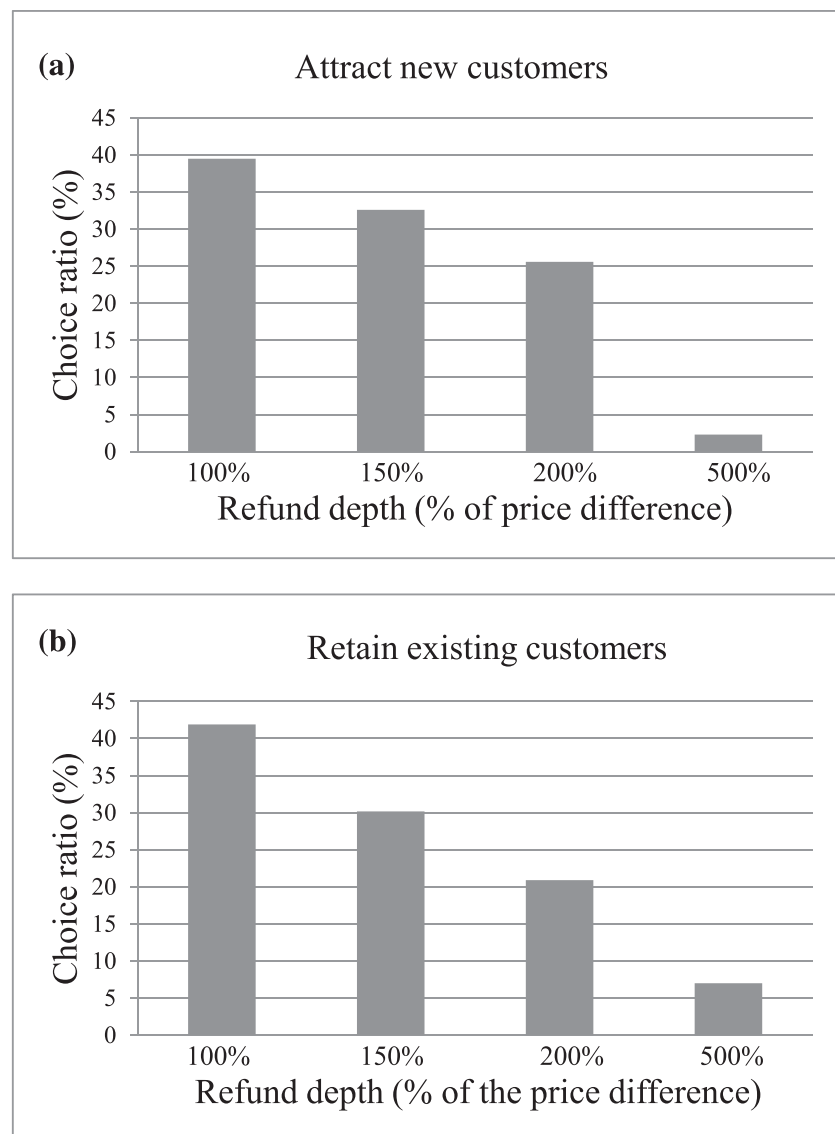 (a)
Attract new customers
45
40
35
30
25
20
15
10
5
0
Choice ratio (%)
100% 150% 200% 500%
Refund depth (% of price difference)
(b)
Retain existing customers
45
40
35
30
25
20
15
10
5
0
Choice ratio (%)
100% 150% 200% 500%
Refund depth (% of the price difference)